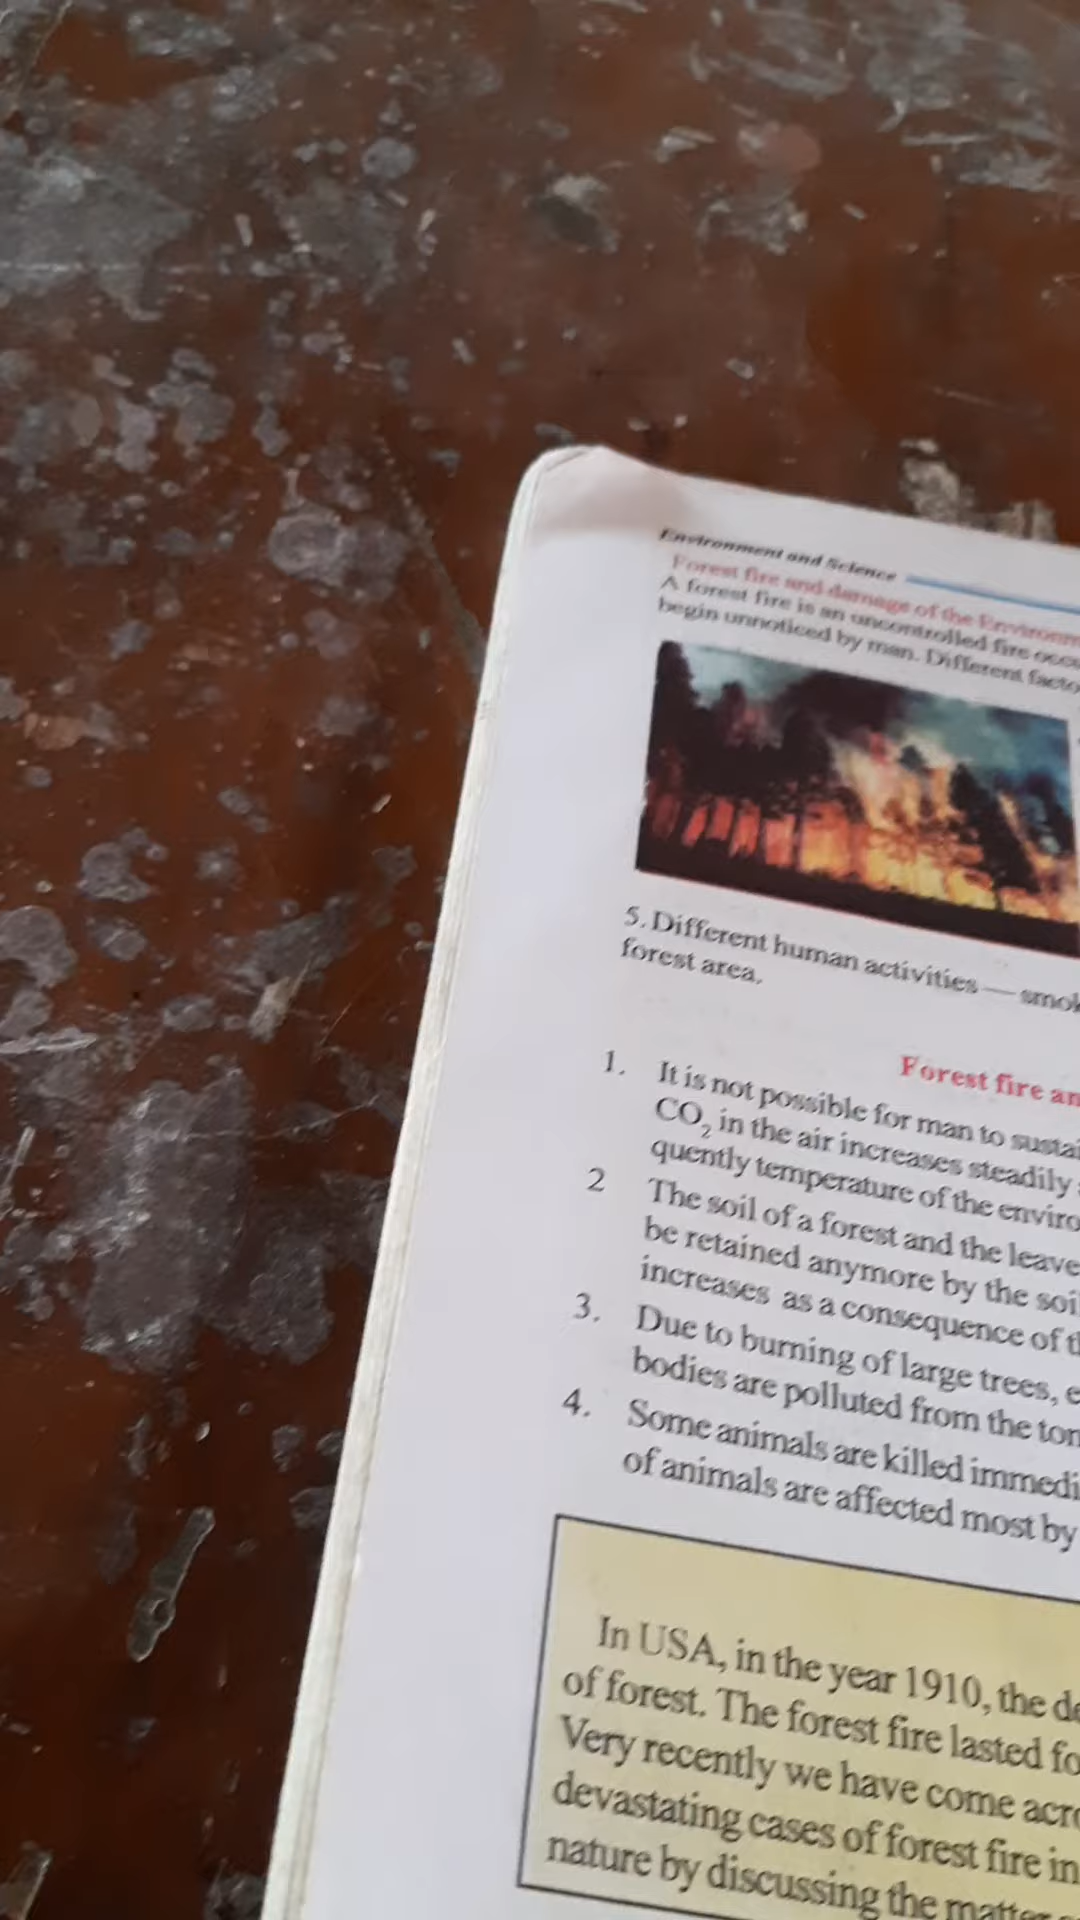 Environment and Science
Forest fire and damage of the Environm
A forest fire is an uncontrolled fire occu
begin unnoticed by man. Different facto
5. Different human activities — smok
forest area.
Forest fire an
1. It is not possible for man to sustai
CO₂ in the air increases steadily
quently temperature of the enviro
2 The soil of a forest and the leave
be retained anymore by the soil
increases as a consequence of th
3. Due to burning of large trees, e
bodies are polluted from the ton
4. Some animals are killed immedi
of animals are affected most by
In USA, in the year 1910, the de
of forest. The forest fire lasted fo
Very recently we have come acro
devastating cases of forest fire in
nature by discussing the matter